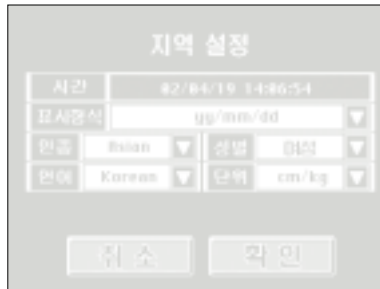 지역 설정
시간 02/04/19 14:06:54
표시형식 yy/mm/dd
인종 Asian 성별 여성
언어 Korean 단위 cm/kg
취소 확인